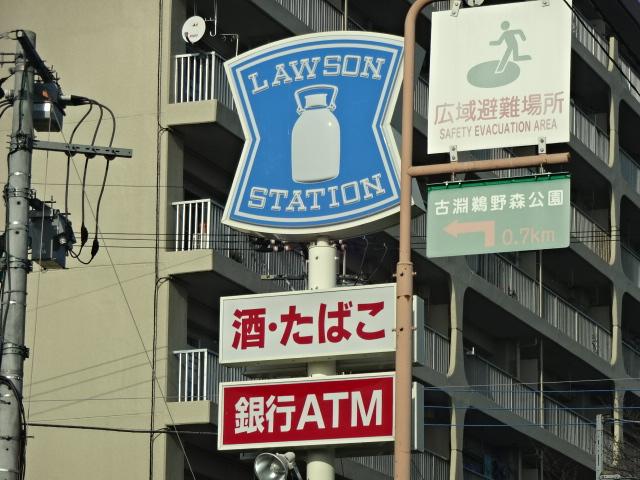 LAWSON
STATION
酒・たばこ
銀行ATM
広域避難場所
SAFETY EVACUATION AREA
古淵鵜野森公園
0.7km